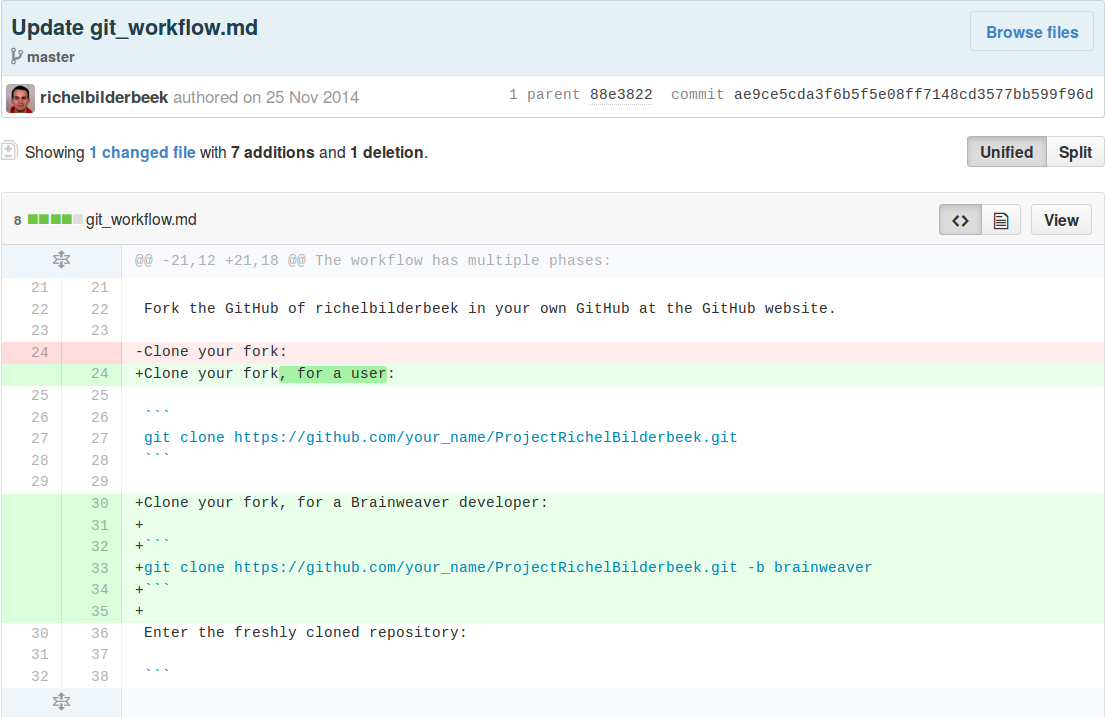 Update git_workflow.md
Browse files
master
richelbilderbeek authored on 25 Nov 2014
1 parent 88e3822 commit ae9ce5cda3f6b5f5e08ff7148cd3577bb599f96d
Showing 1 changed file with 7 additions and 1 deletion.
Unified Split
8 git_workflow.md
<> View
@@ -21,12 +21,18 @@ The workflow has multiple phases:
21 21
22 22 Fork the GitHub of richelbilderbeek in your own GitHub at the GitHub website.
23 23
24 -Clone your fork:
24 +Clone your fork, for a user:
25 25
26 26 ```
27 27 git clone https://github.com/your_name/ProjectRichelBilderbeek.git
28 28 ```
29 29
30 +Clone your fork, for a Brainweaver developer:
31 +
32 +```
33 +git clone https://github.com/your_name/ProjectRichelBilderbeek.git -b brainweaver
34 +```
35 +
30 36 Enter the freshly cloned repository:
31 37
32 38 ```